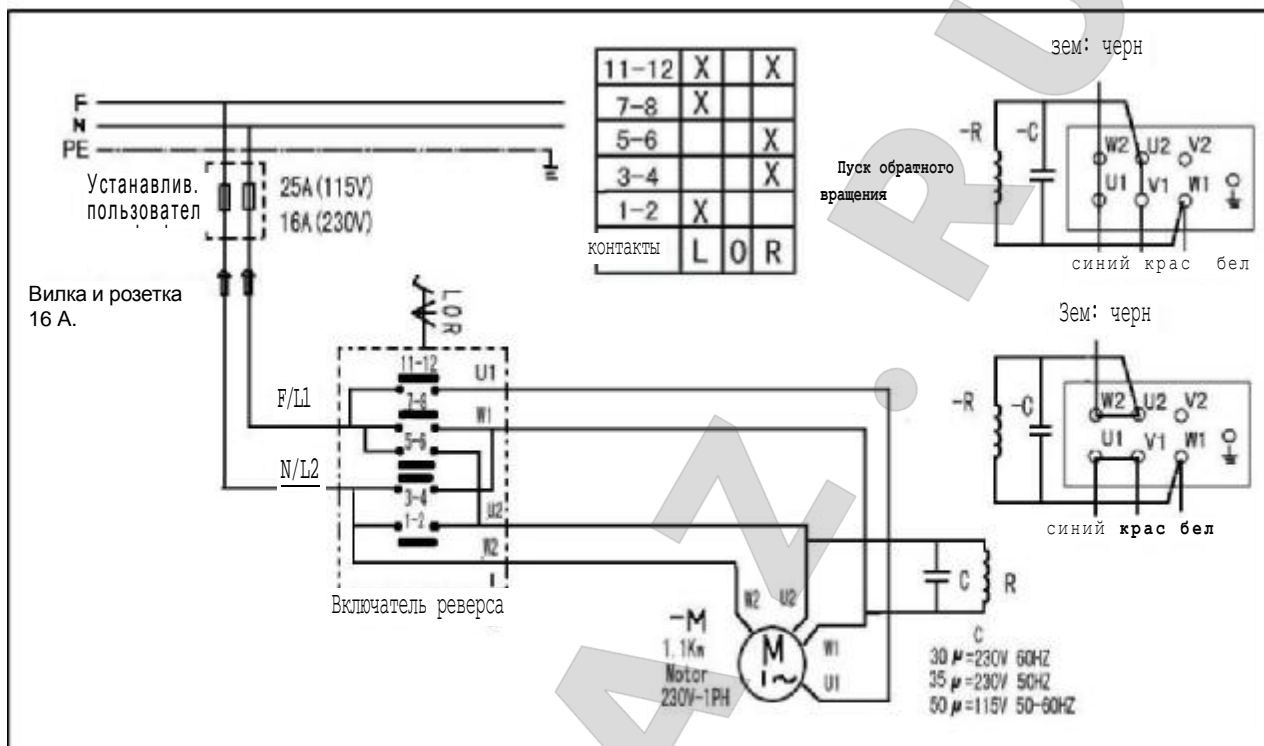 F
N
PE
Устанавлив.
пользовател
25A (115V)
16A (230V)
Вилка и розетка
16 А.
11-12 X X
7-8 X
5-6 X
3-4 X
1-2 X
контакты L O R
зем: черн
-R
-C
W2 U2 V2
U1 V1 W1
Пуск обратного
вращения
синий крас бел
Зем: черн
-R
-C
W2 U2 V2
U1 V1 W1
синий крас бел
LOR
11-12
U1
7-8
W1
F/L1
5-6
N/L2
3-4
1-2
U2
W2
Включатель реверса
-M
1,1Kw
Motor
230V-1PH
W2 U2
M
1~
W1
U1
C
R
C
30 μ=230V 60HZ
35 μ=230V 50HZ
50 μ=115V 50-60HZ
A Z . R U